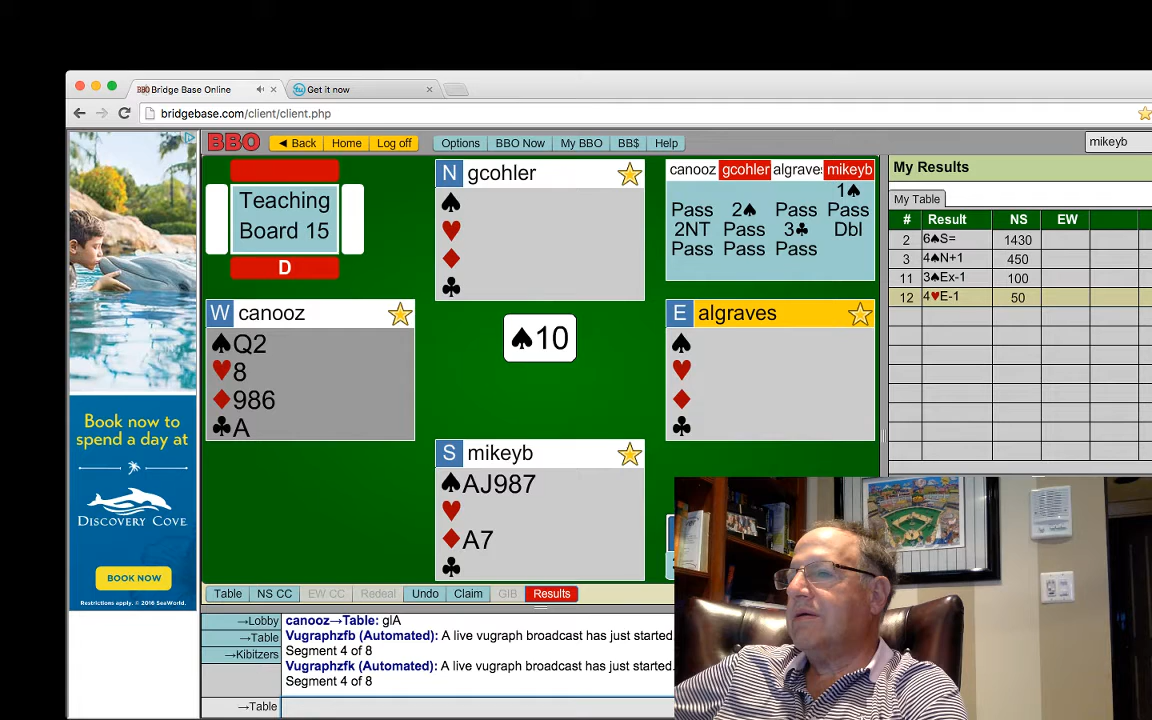 Bridge Base Online
Get it now
bridgebase.com/client/client.php
BBO
◄ Back
Home
Log off
Options
BBO Now
My BBO
BB$
Help
mikeyb
Teaching
Board 15
D
N gcohler
♠
♥
♦
♣
canooz gcohler algraves mikeyb
1♠
Pass 2♠ Pass Pass
2NT Pass 3♣ Dbl
Pass Pass Pass
My Results
My Table
# Result NS EW
2 6♠S= 1430
3 4♠N+1 450
11 3♠Ex-1 100
12 4♥E-1 50
W canooz
♠Q2
♥8
♦986
♣A
♠10
E algraves
♠
♥
♦
♣
S mikeyb
♠AJ987
♥
♦A7
♣
Book now to
spend a day at
DISCOVERY COVE
BOOK NOW
Restrictions apply. © 2016 SeaWorld.
Table
NS CC
EW CC
Redeal
Undo
Claim
GIB
Results
→Lobby
→Table
→Kibitzers
canooz→Table: glA
Vugraphzfb (Automated): A live vugraph broadcast has just started.
Segment 4 of 8
Vugraphzfk (Automated): A live vugraph broadcast has just started.
Segment 4 of 8
→Table